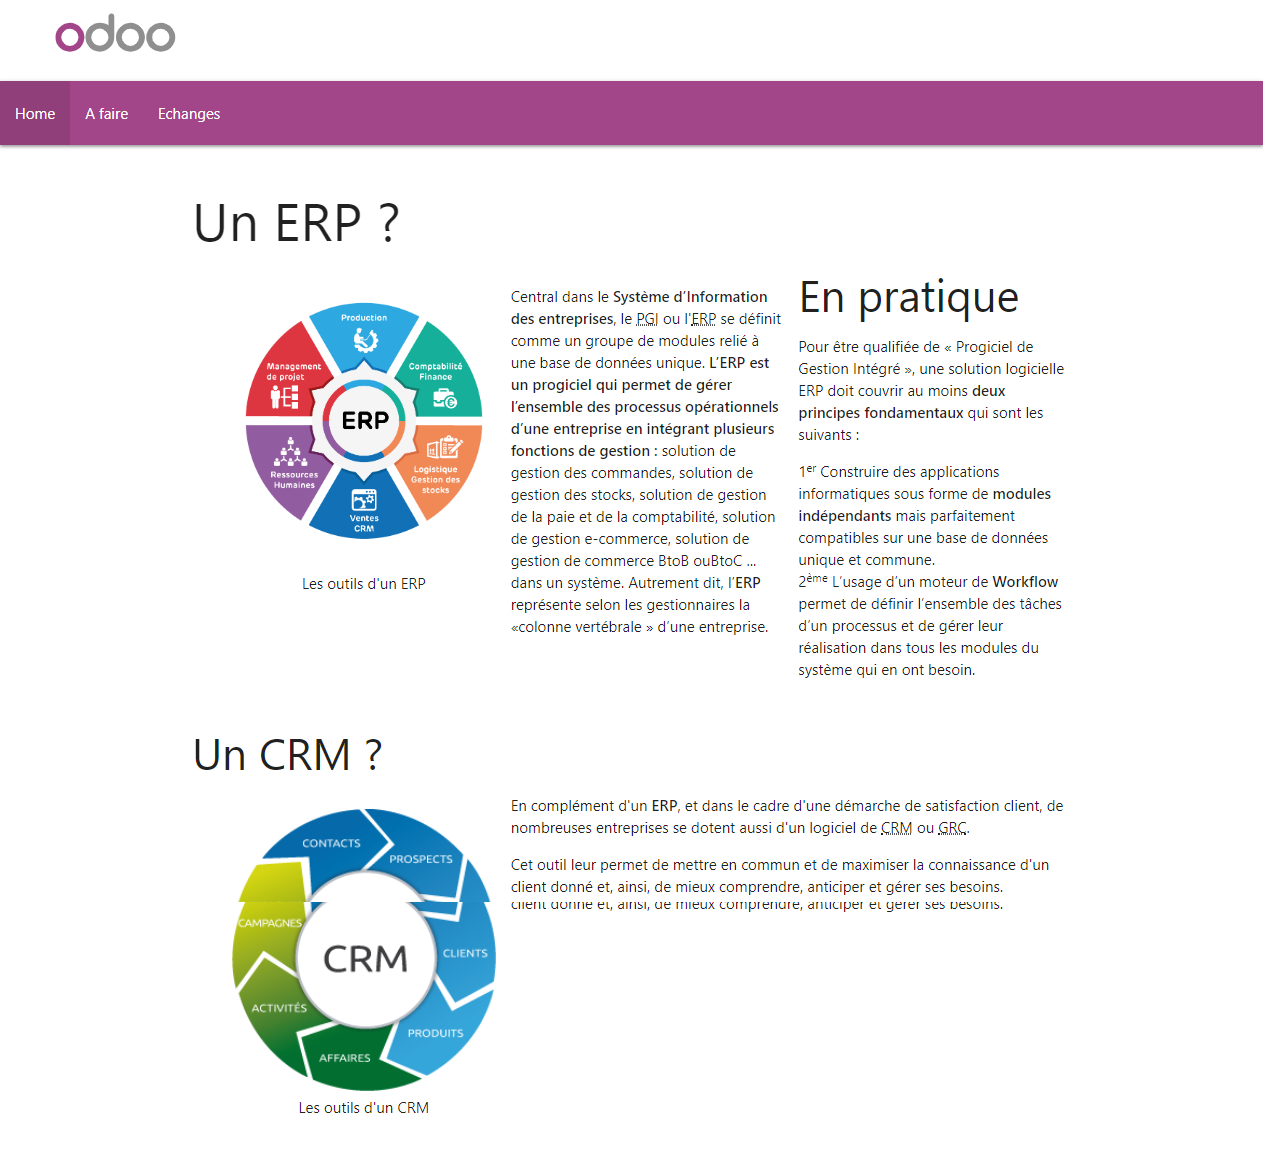 odoo
Home
A faire
Echanges
Un ERP ?
Production
Comptabilité
Finance
Logistique
Gestion des
stocks
Ventes
CRM
Ressources
Humaines
Management
de projet
ERP
Les outils d'un ERP
Central dans le Système d’Information
des entreprises, le PGI ou l'ERP se définit
comme un groupe de modules relié à
une base de données unique. L’ERP est
un progiciel qui permet de gérer
l’ensemble des processus opérationnels
d’une entreprise en intégrant plusieurs
fonctions de gestion : solution de
gestion des commandes, solution de
gestion des stocks, solution de gestion
de la paie et de la comptabilité, solution
de gestion e-commerce, solution de
gestion de commerce BtoB ouBtoC ...
dans un système. Autrement dit, l’ERP
représente selon les gestionnaires la
«colonne vertébrale » d’une entreprise.
En pratique
Pour être qualifiée de « Progiciel de
Gestion Intégré », une solution logicielle
ERP doit couvrir au moins deux
principes fondamentaux qui sont les
suivants :
1er Construire des applications
informatiques sous forme de modules
indépendants mais parfaitement
compatibles sur une base de données
unique et commune.
2ème L’usage d’un moteur de Workflow
permet de définir l’ensemble des tâches
d’un processus et de gérer leur
réalisation dans tous les modules du
système qui en ont besoin.
Un CRM ?
CONTACTS
PROSPECTS
CLIENTS
PRODUITS
AFFAIRES
ACTIVITÉS
CAMPAGNES
CRM
Les outils d'un CRM
En complément d'un ERP, et dans le cadre d'une démarche de satisfaction client, de
nombreuses entreprises se dotent aussi d'un logiciel de CRM ou GRC.
Cet outil leur permet de mettre en commun et de maximiser la connaissance d'un
client donné et, ainsi, de mieux comprendre, anticiper et gérer ses besoins.
client donné et, ainsi, de mieux comprendre, anticiper et gérer ses besoins.